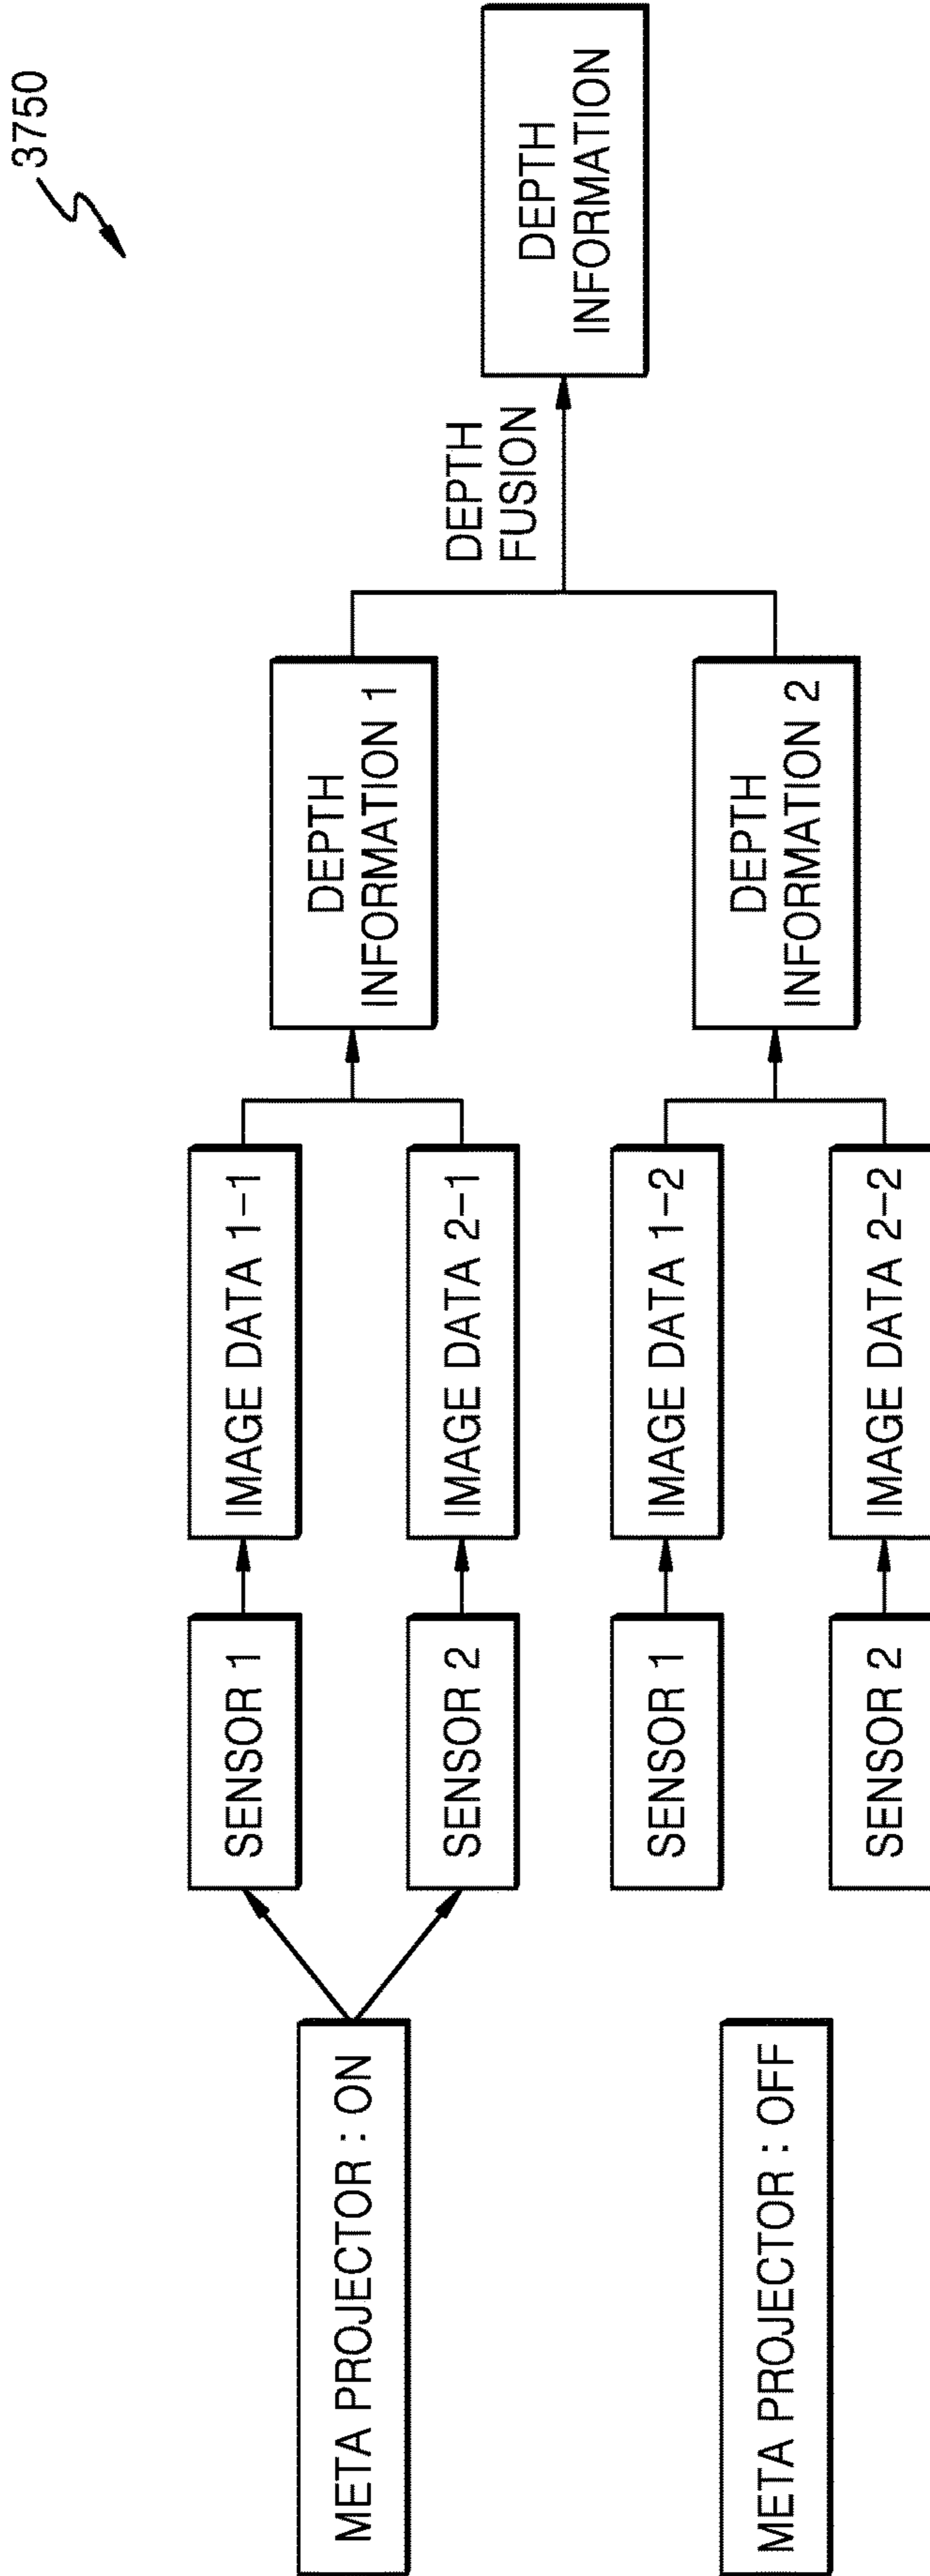 3750
META PROJECTOR : ON
SENSOR 1
IMAGE DATA 1-1
SENSOR 2
IMAGE DATA 2-1
DEPTH
INFORMATION 1
META PROJECTOR : OFF
SENSOR 1
IMAGE DATA 1-2
SENSOR 2
IMAGE DATA 2-2
DEPTH
INFORMATION 2
DEPTH
FUSION
DEPTH
INFORMATION